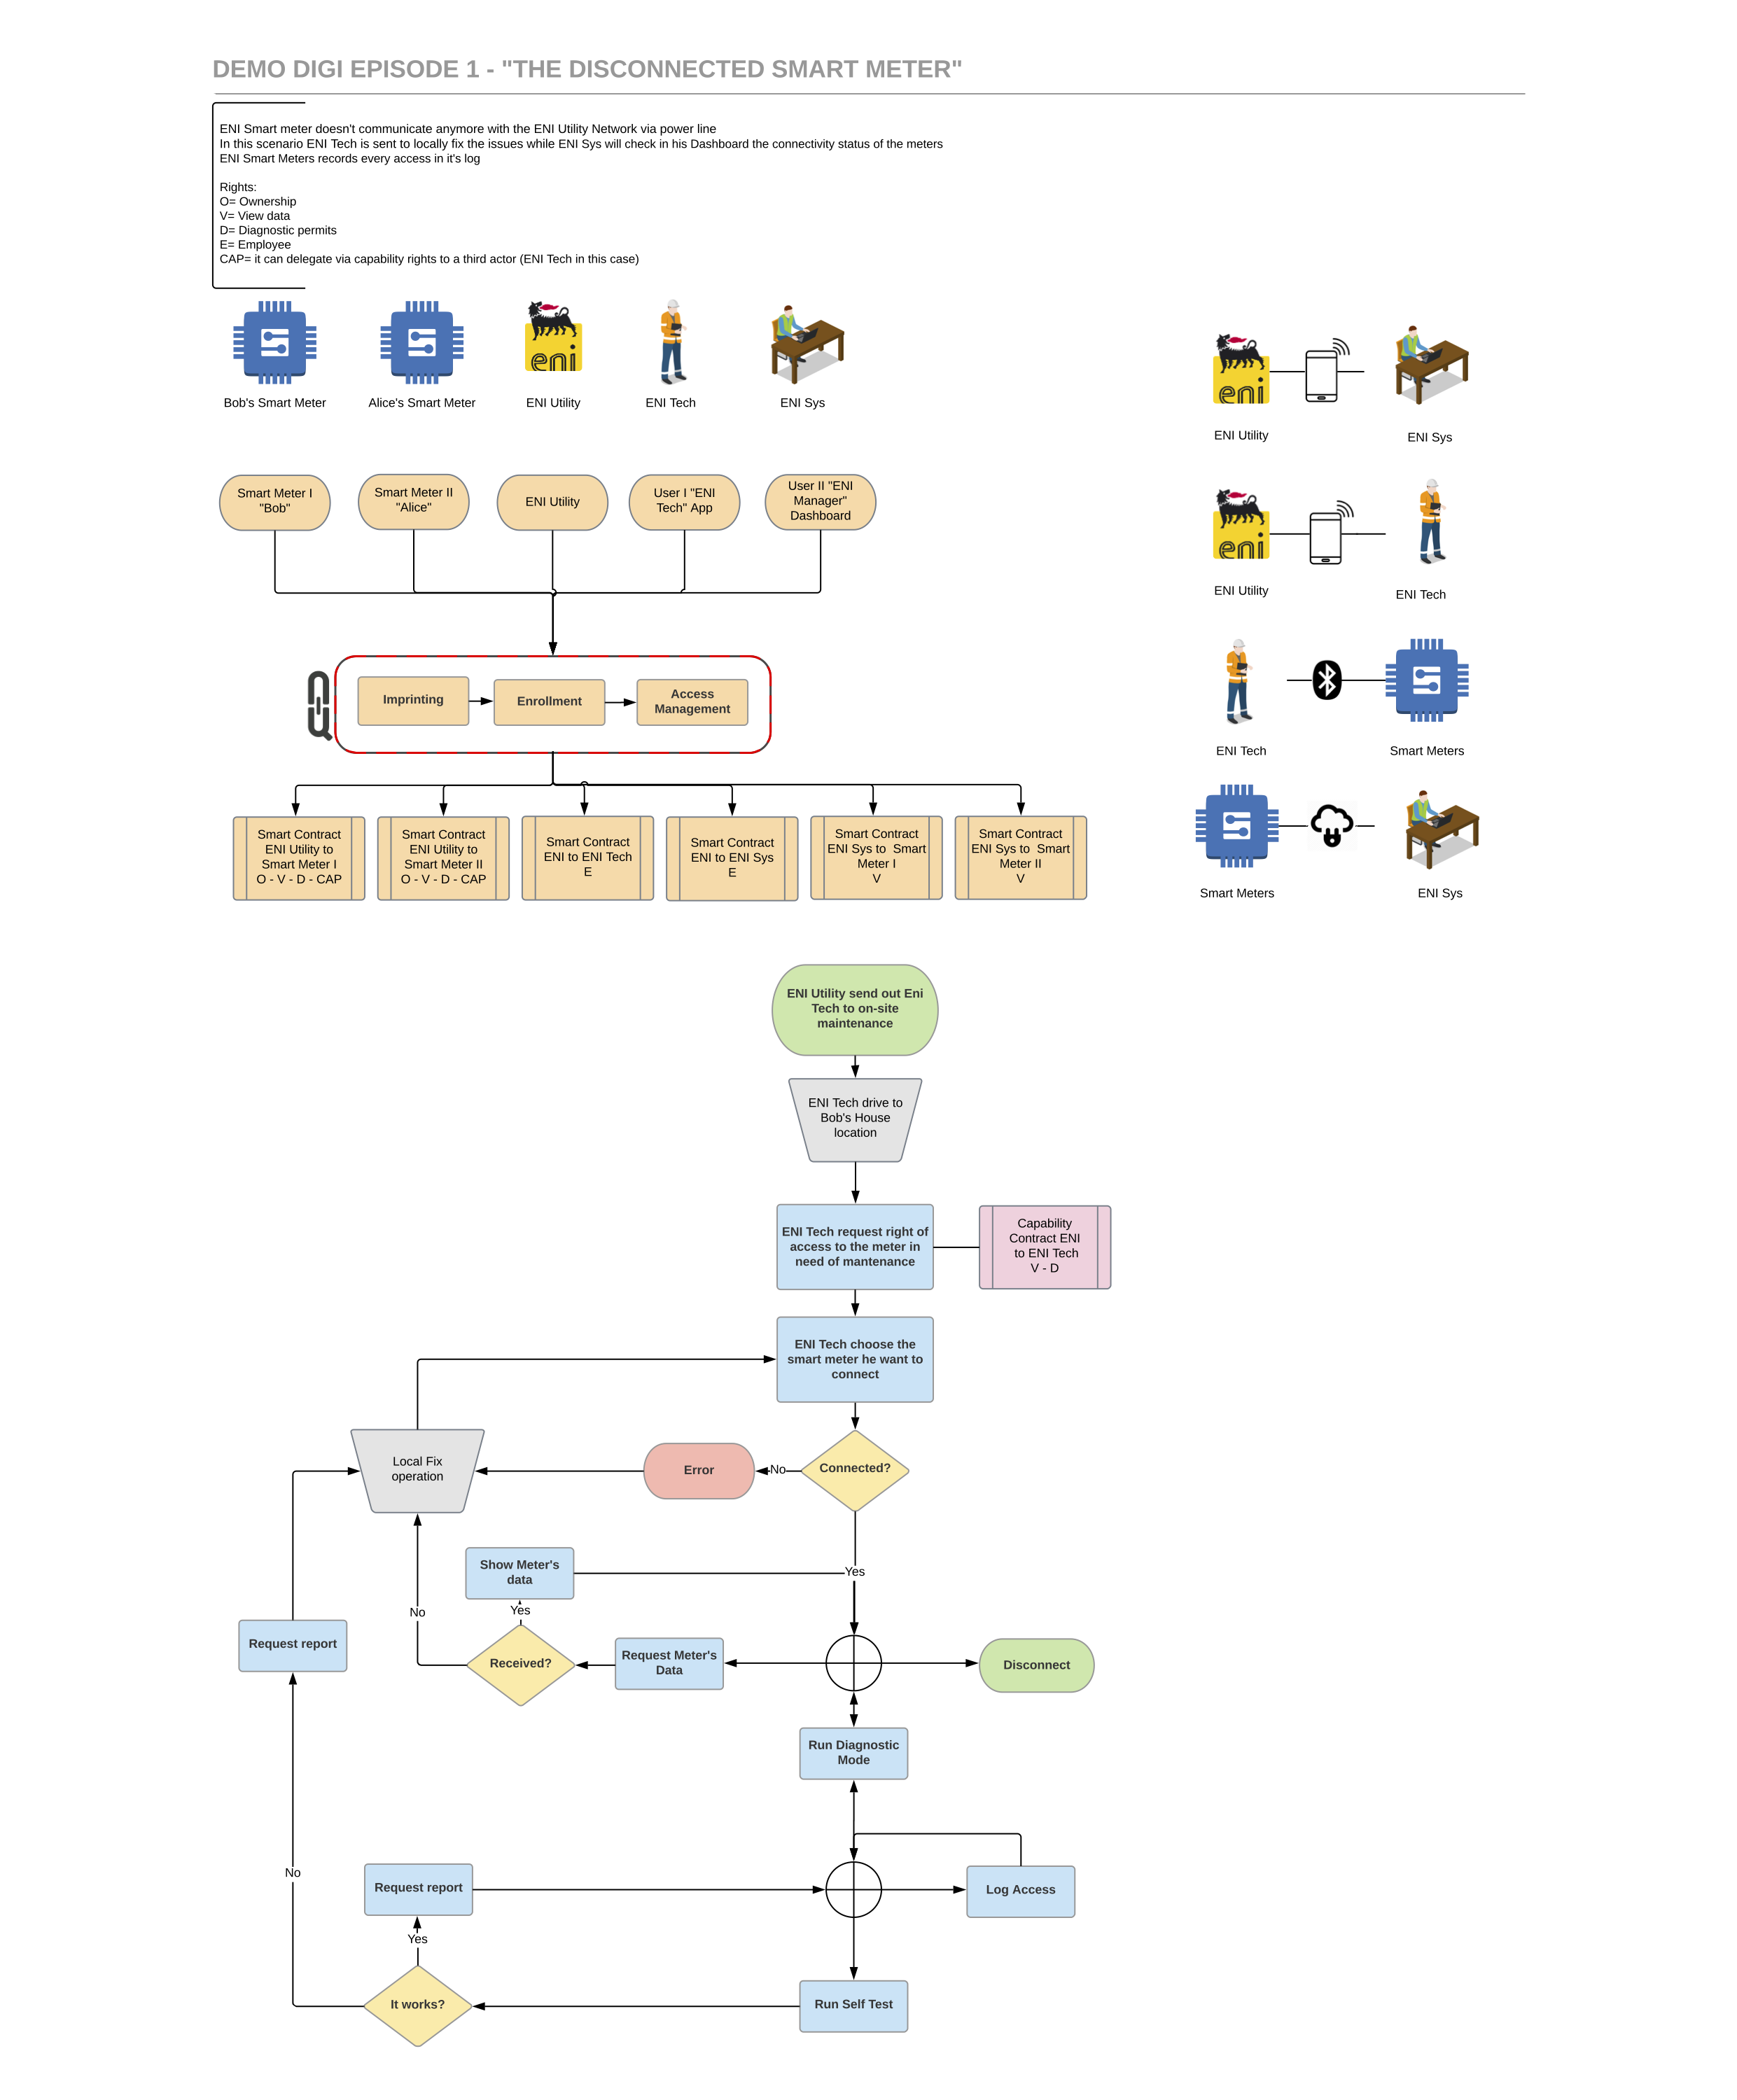 DEMO DIGI EPISODE 1 - "THE DISCONNECTED SMART METER"
ENI Smart meter doesn't communicate anymore with the ENI Utility Network via power line
In this scenario ENI Tech is sent to locally fix the issues while ENI Sys will check in his Dashboard the connectivity status of the meters
ENI Smart Meters records every access in it's log
Rights:
O= Ownership
V= View data
D= Diagnostic permits
E= Employee
CAP= it can delegate via capability rights to a third actor (ENI Tech in this case)
eni
Bob's Smart Meter
Alice's Smart Meter
ENI Utility
ENI Tech
ENI Sys
eni
ENI Utility
ENI Sys
eni
ENI Utility
ENI Tech
ENI Tech
Smart Meters
Smart Meters
ENI Sys
Smart Meter I
"Bob"
Smart Meter II
"Alice"
ENI Utility
User I "ENI
Tech" App
User II "ENI
Manager"
Dashboard
Imprinting
Enrollment
Access
Management
Smart Contract
ENI Utility to
Smart Meter I
O - V - D - CAP
Smart Contract
ENI Utility to
Smart Meter II
O - V - D - CAP
Smart Contract
ENI to ENI Tech
E
Smart Contract
ENI to ENI Sys
E
Smart Contract
ENI Sys to Smart
Meter I
V
Smart Contract
ENI Sys to Smart
Meter II
V
ENI Utility send out Eni
Tech to on-site
maintenance
ENI Tech drive to
Bob's House
location
ENI Tech request right of
access to the meter in
need of mantenance
Capability
Contract ENI
to ENI Tech
V - D
ENI Tech choose the
smart meter he want to
connect
Local Fix
operation
Error
No
Connected?
Show Meter's
data
Yes
Yes
No
Request report
Received?
Request Meter's
Data
Disconnect
Run Diagnostic
Mode
No
Request report
Log Access
Yes
It works?
Run Self Test